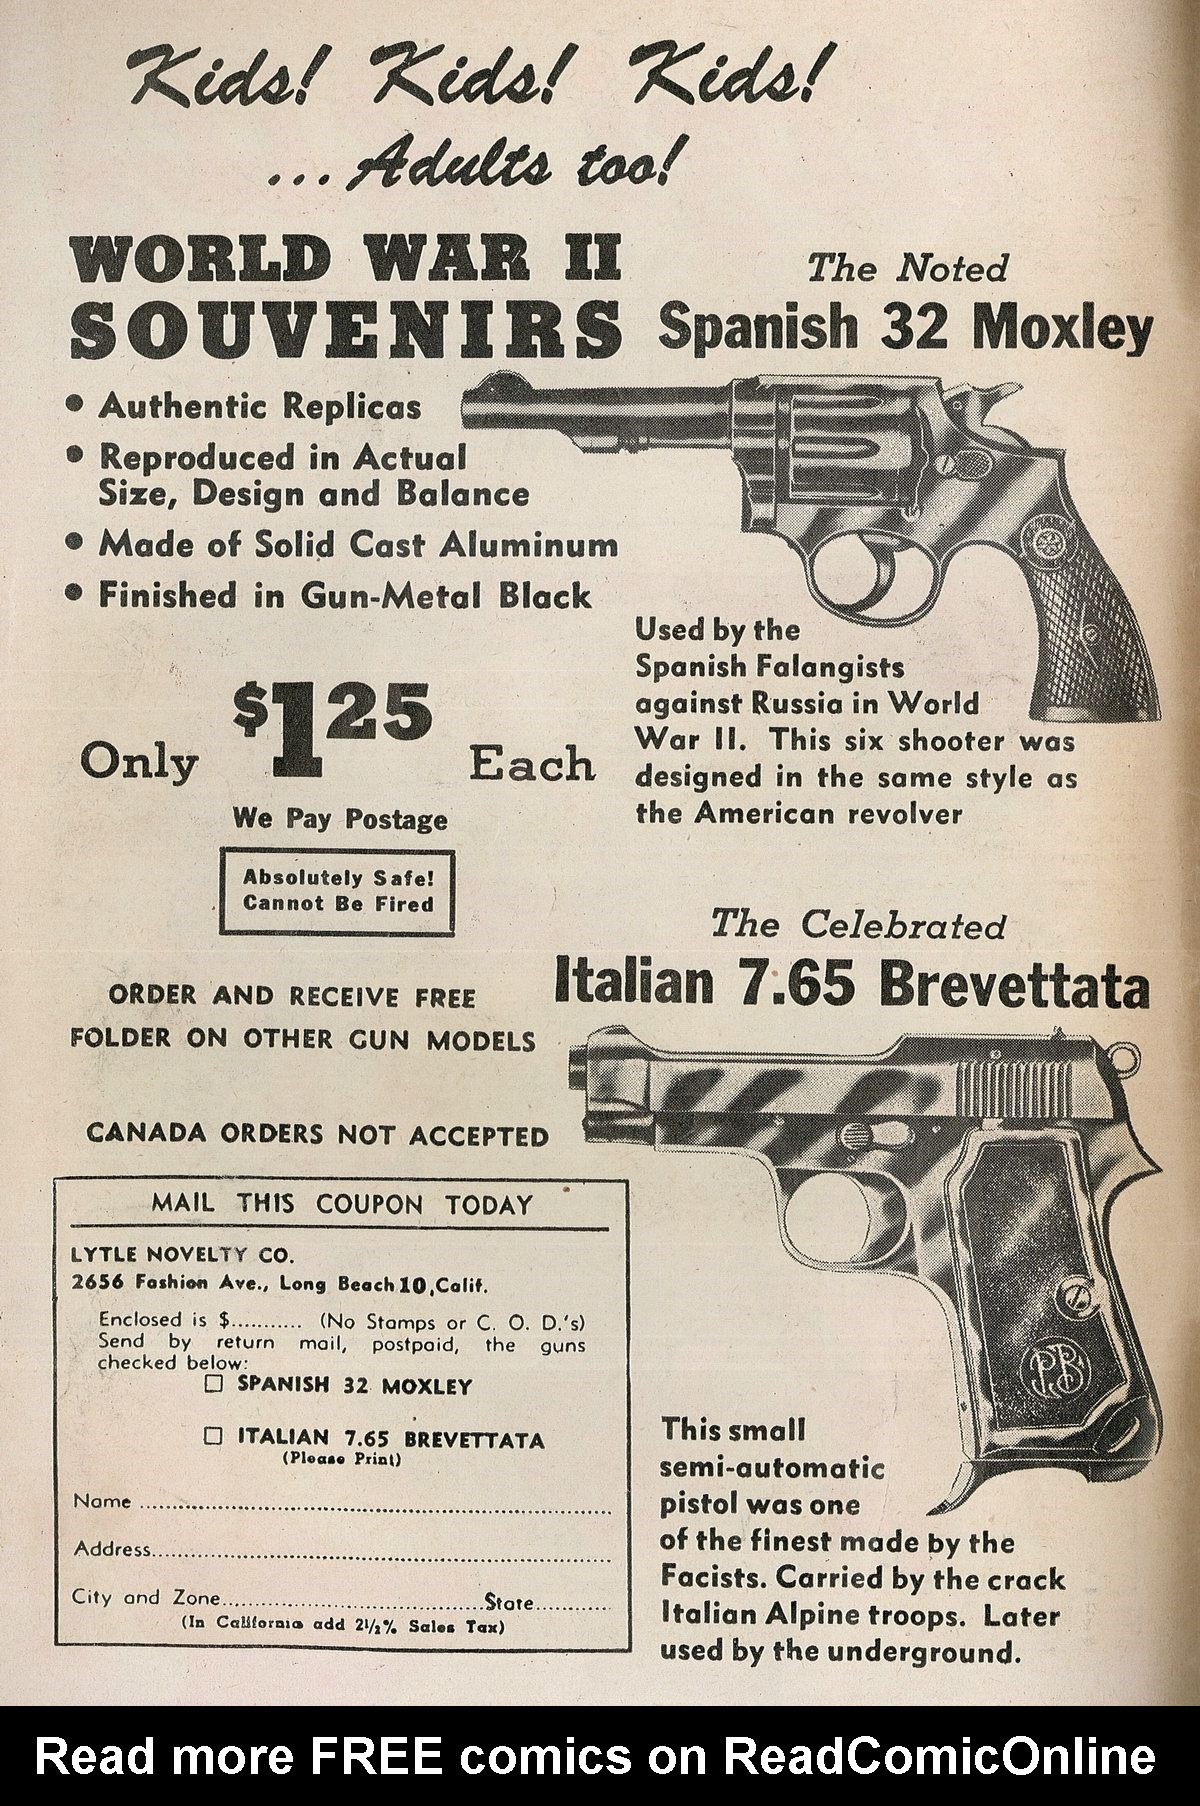 Kids! Kids! Kids!
...Adults too!
WORLD WAR II
SOUVENIRS
• Authentic Replicas
• Reproduced in Actual
Size, Design and Balance
• Made of Solid Cast Aluminum
• Finished in Gun-Metal Black
Only $1 25 Each
We Pay Postage
Absolutely Safe!
Cannot Be Fired
The Noted
Spanish 32 Moxley
Used by the
Spanish Falangists
against Russia in World
War II. This six shooter was
designed in the same style as
the American revolver
ORDER AND RECEIVE FREE
FOLDER ON OTHER GUN MODELS
CANADA ORDERS NOT ACCEPTED
The Celebrated
Italian 7.65 Brevettata
PB
This small
semi-automatic
pistol was one
of the finest made by the
Facists. Carried by the crack
Italian Alpine troops. Later
used by the underground.
MAIL THIS COUPON TODAY
LYTLE NOVELTY CO.
2656 Fashion Ave., Long Beach 10, Calif.
Enclosed is $........... (No Stamps or C. O. D.'s)
Send by return mail, postpaid, the guns
checked below:
☐ SPANISH 32 MOXLEY
☐ ITALIAN 7.65 BREVETTATA
(Please Print)
Name ............................................................
Address..........................................................
City and Zone..................................State...........
(In California add 2½% Sales Tax)
Read more FREE comics on ReadComicOnline